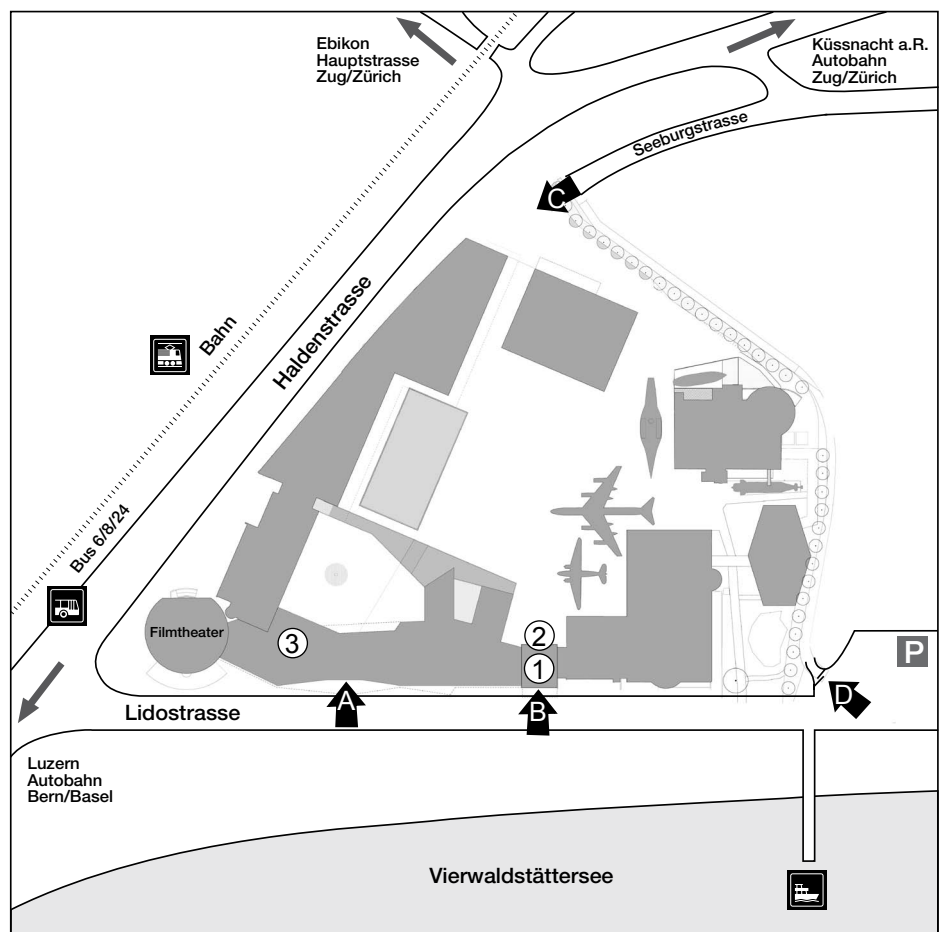 Ebikon
Hauptstrasse
Zug/Zürich
Küssnacht a.R.
Autobahn
Zug/Zürich
Seeburgstrasse
C
Haldenstrasse
Bahn
Bus 6/8/24
Filmtheater
3
2
1
P
A
B
D
Lidostrasse
Luzern
Autobahn
Bern/Basel
Vierwaldstättersee